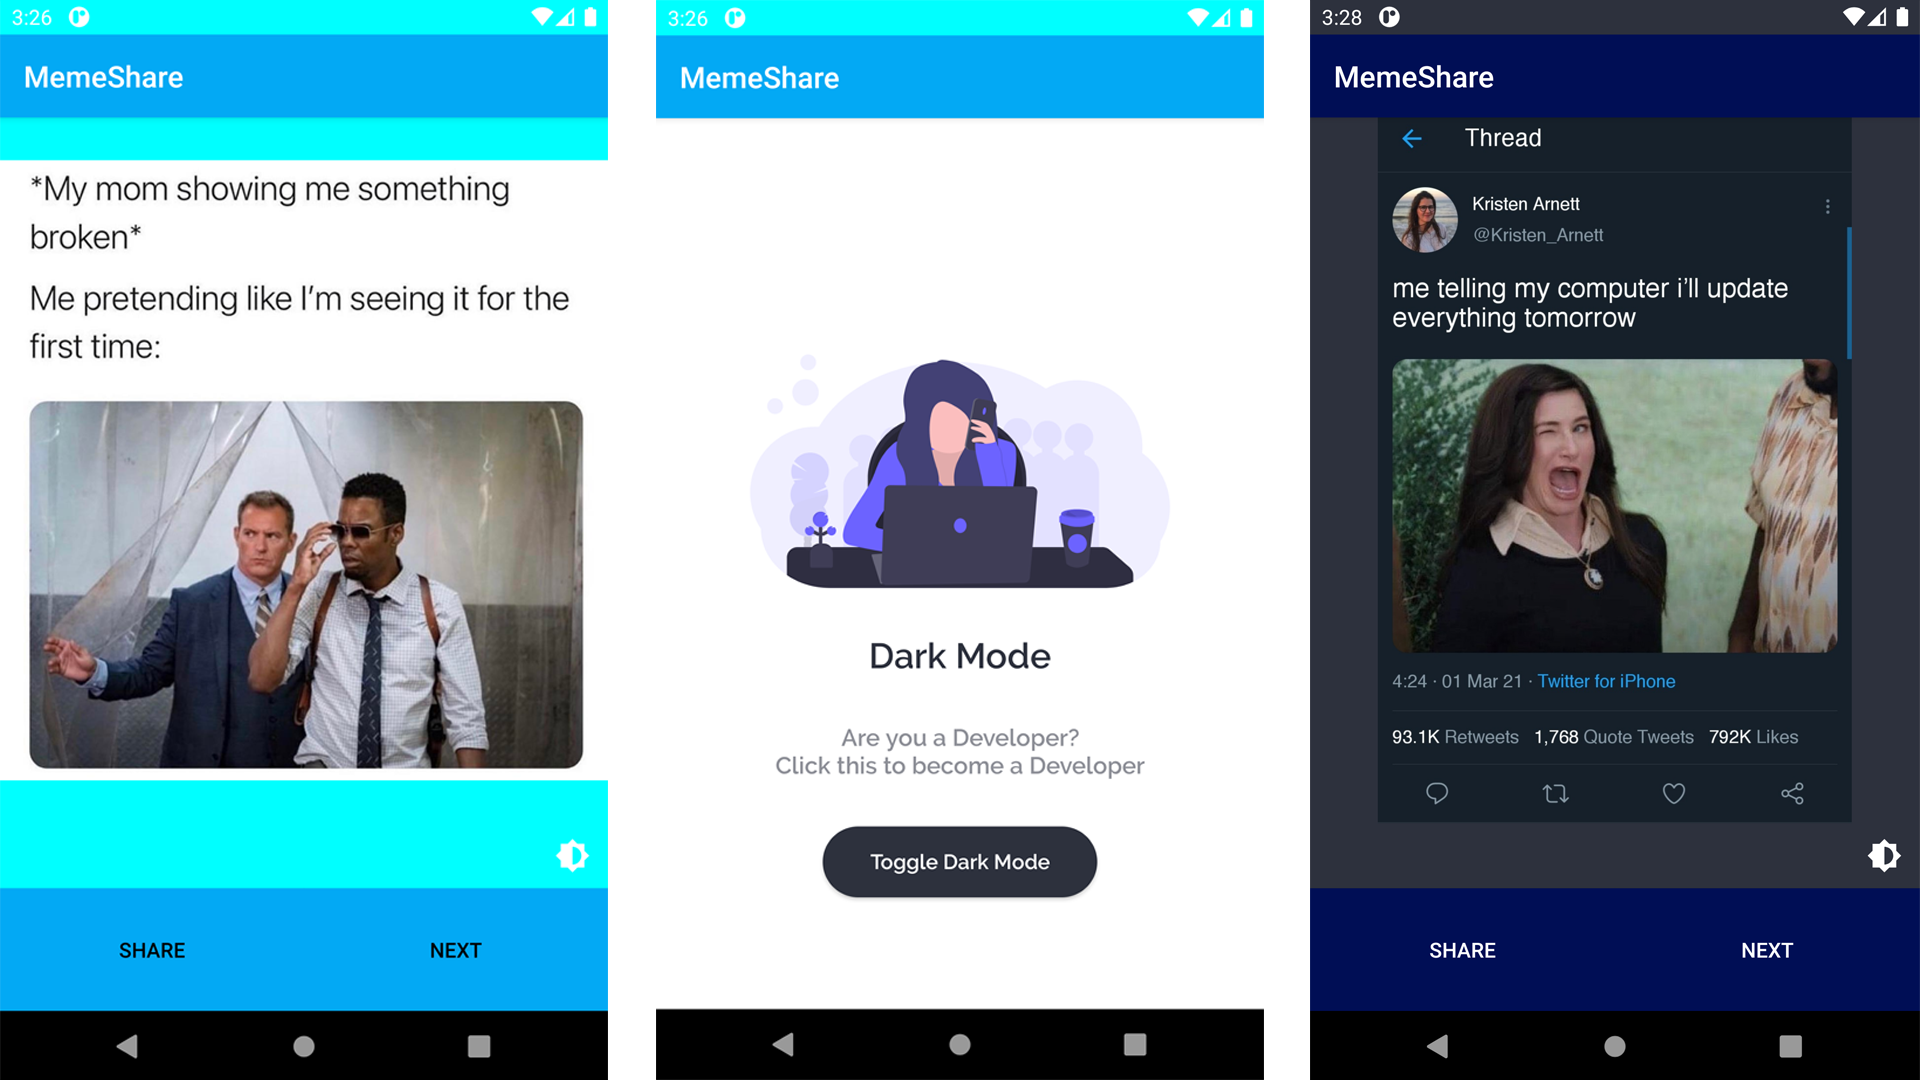 3:26
MemeShare
*My mom showing me something
broken*
Me pretending like I'm seeing it for the
first time:
SHARE
NEXT
3:26
MemeShare
Dark Mode
Are you a Developer?
Click this to become a Developer
Toggle Dark Mode
3:28
MemeShare
Thread
Kristen Arnett
@Kristen_Arnett
me telling my computer i'll update
everything tomorrow
4:24 · 01 Mar 21 · Twitter for iPhone
93.1K Retweets 1,768 Quote Tweets 792K Likes
SHARE
NEXT